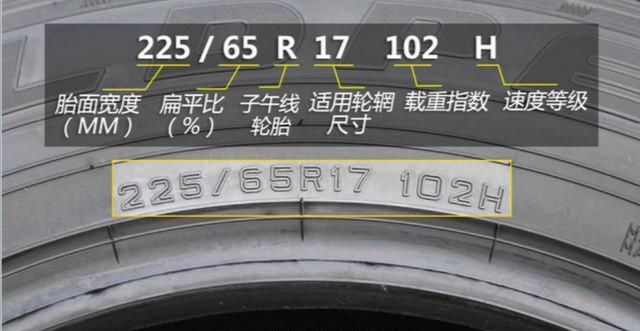 225 / 65 R 17 102 H
胎面宽度 扁平比 子午线 适用轮辋 载重指数 速度等级
（MM） （%） 轮胎 尺寸
225/65R17 102H